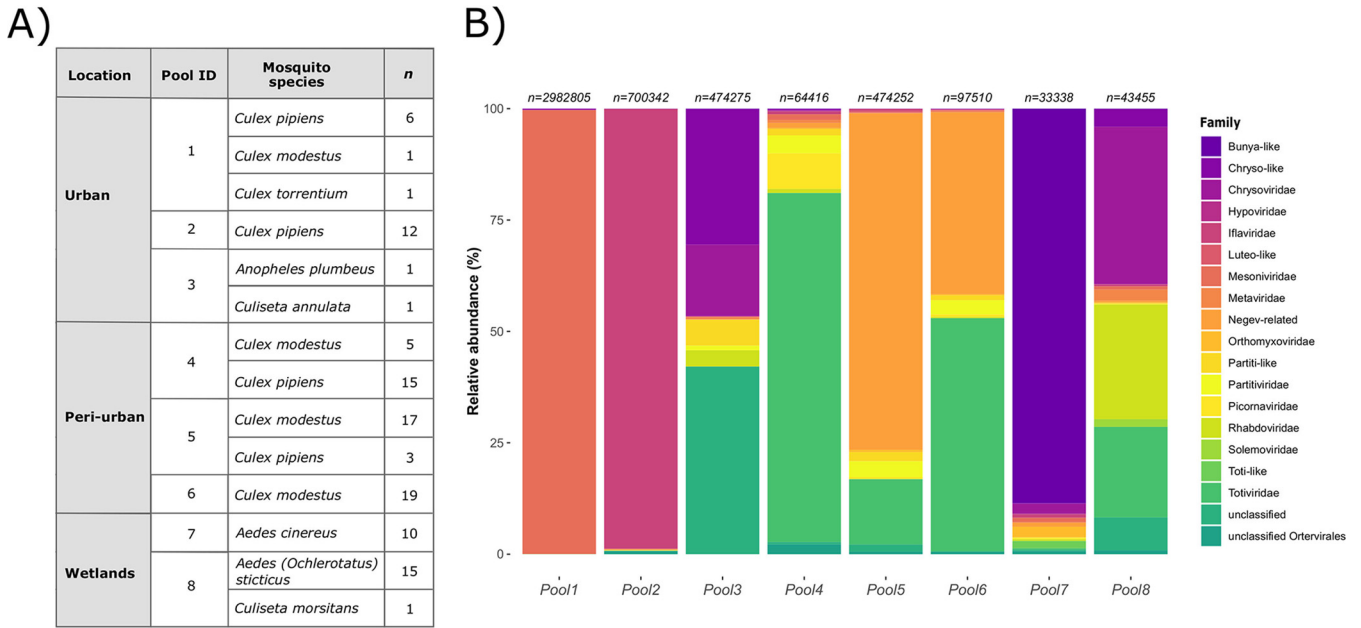 A)
Location Pool ID Mosquito species n
Urban
1
Culex pipiens 6
Culex modestus 1
Culex torrentium 1
2 Culex pipiens 12
3
Anopheles plumbeus 1
Culiseta annulata 1
Peri-urban
4
Culex modestus 5
Culex pipiens 15
5
Culex modestus 17
Culex pipiens 3
6 Culex modestus 19
Wetlands
7 Aedes cinereus 10
8
Aedes (Ochlerotatus)
sticticus 15
Culiseta morsitans 1
B)
n=2982805 n=700342 n=474275 n=64416 n=474252 n=97510 n=33338 n=43455
Relative abundance (%)
100
75
50
25
0
Pool1 Pool2 Pool3 Pool4 Pool5 Pool6 Pool7 Pool8
Family
Bunya-like
Chryso-like
Chrysoviridae
Hypoviridae
Iflaviridae
Luteo-like
Mesoniviridae
Metaviridae
Negev-related
Orthomyxoviridae
Partiti-like
Partitiviridae
Picornaviridae
Rhabdoviridae
Solemoviridae
Toti-like
Totiviridae
unclassified
unclassified Ortervirales